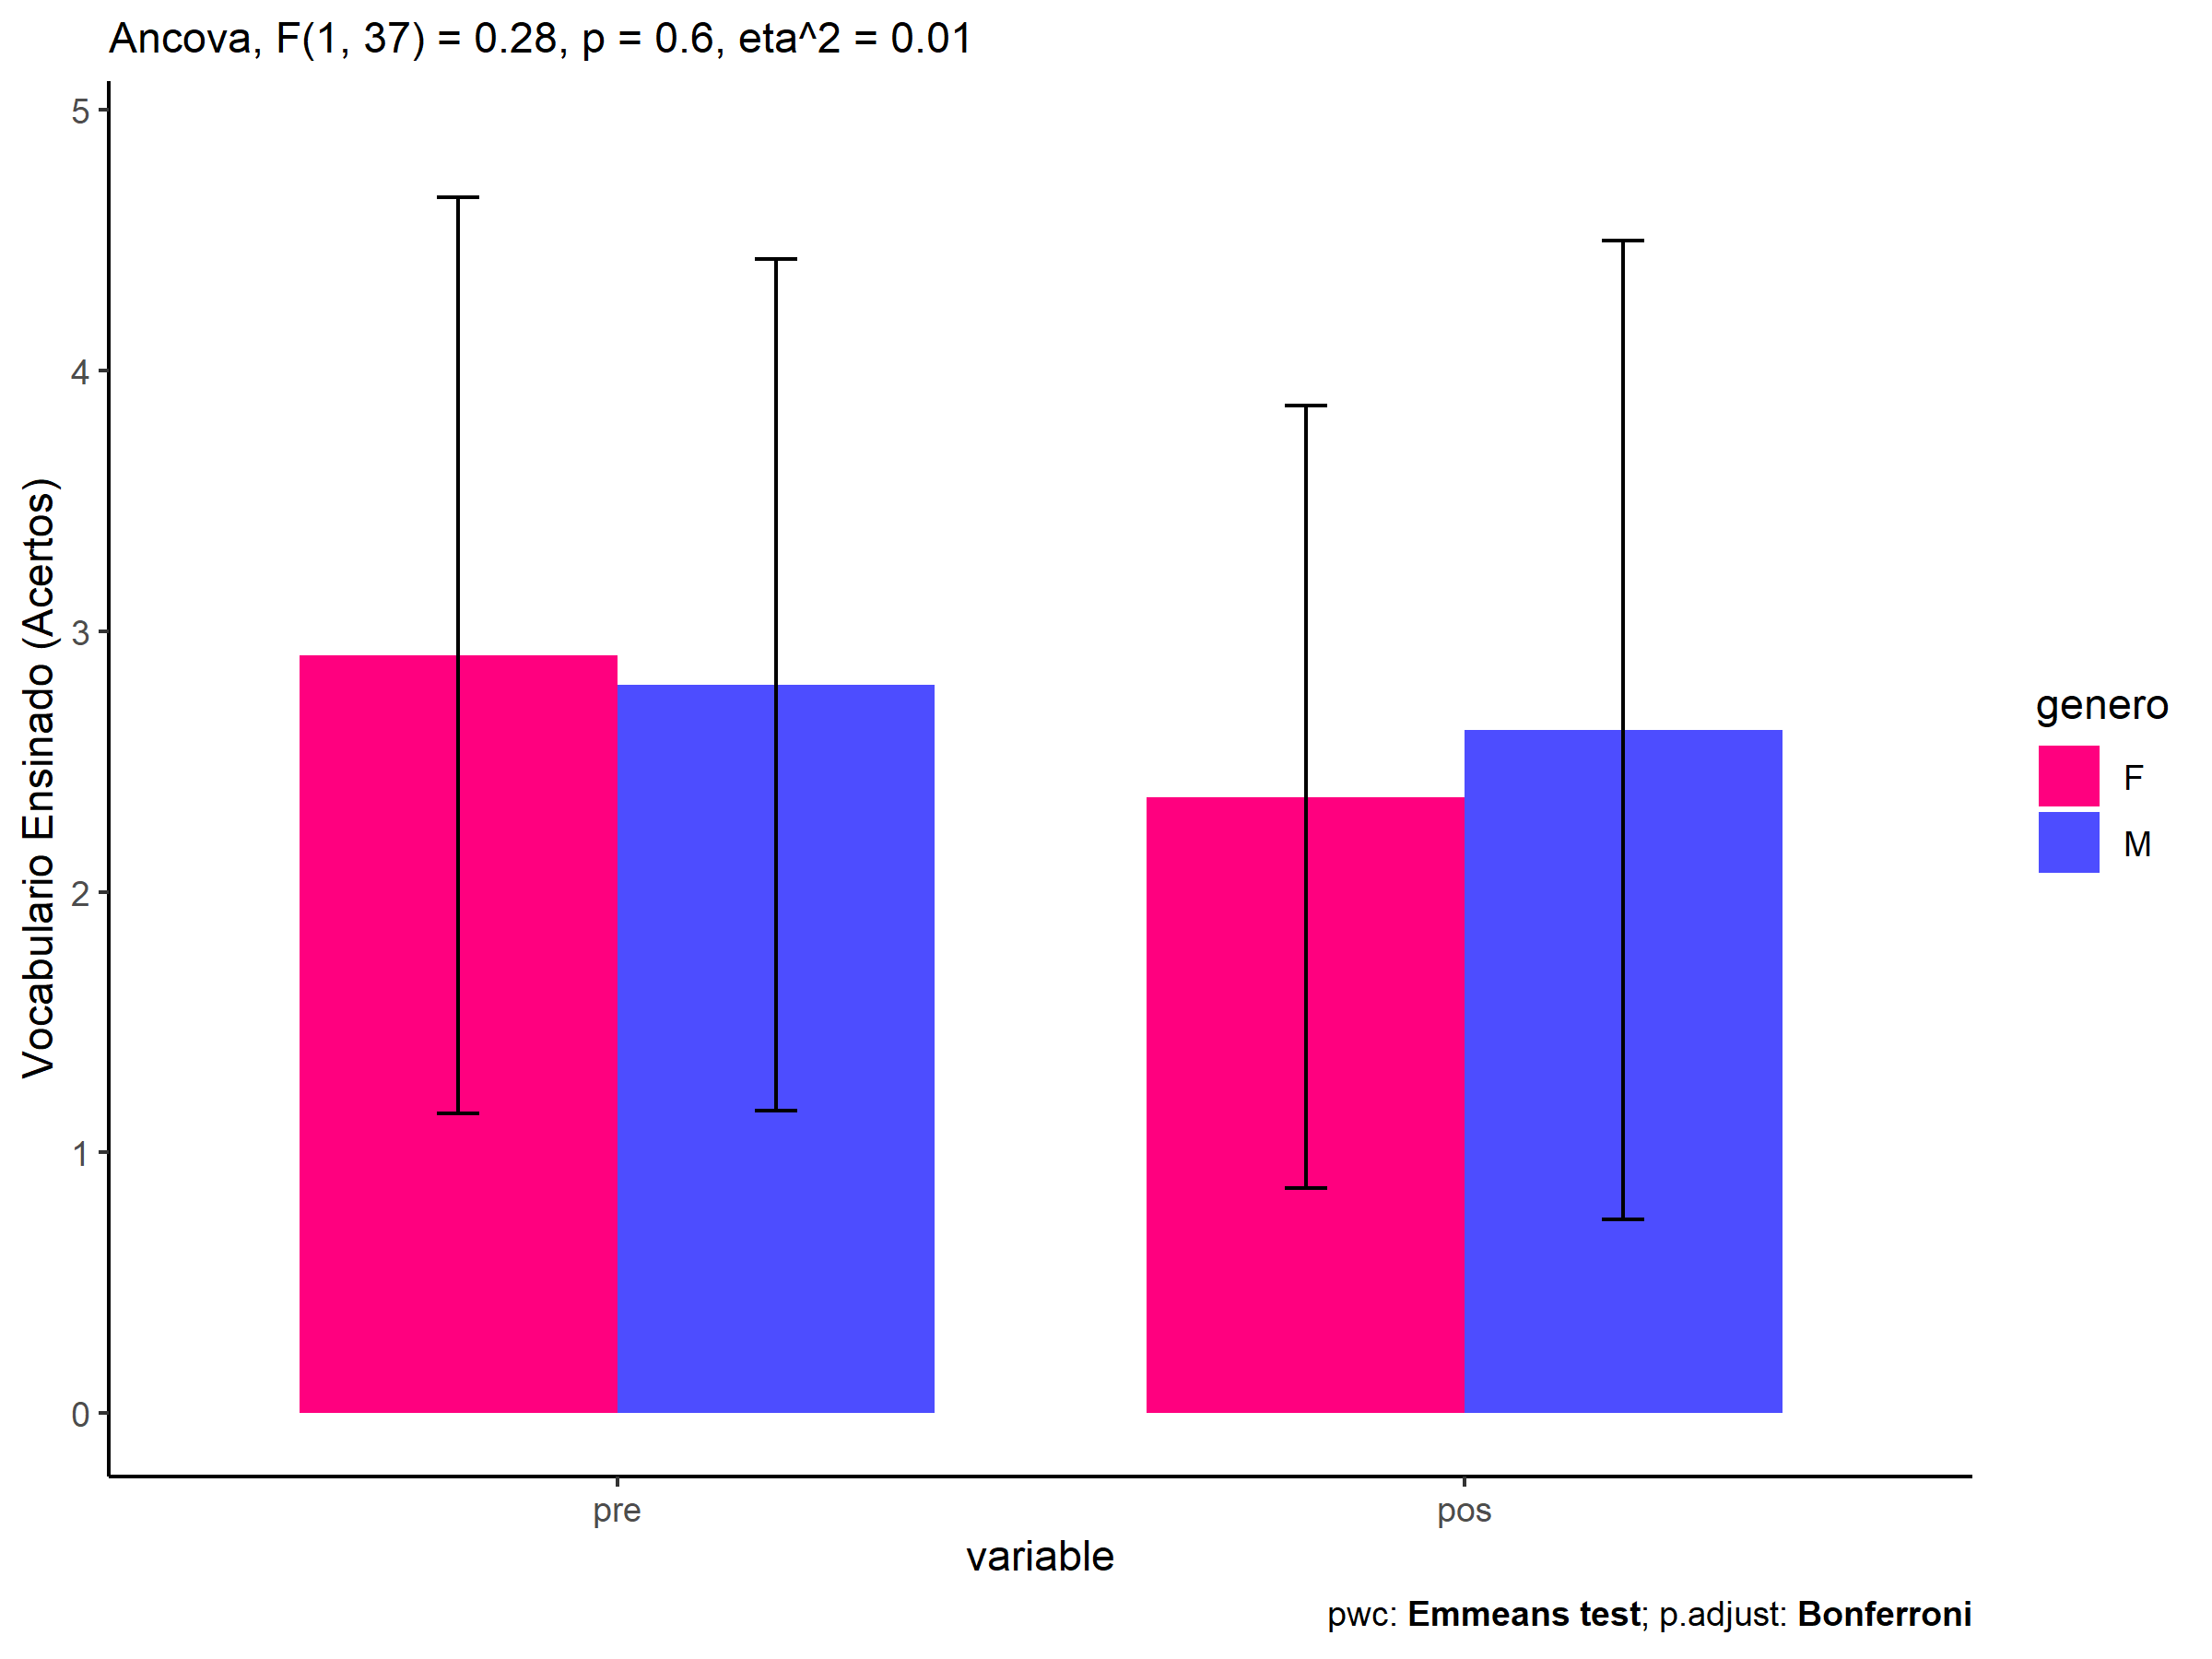 Ancova, F(1, 37) = 0.28, p = 0.6, eta^2 = 0.01
5
4
3
2
1
0
Vocabulario Ensinado (Acertos)
pre
pos
variable
genero
F
M
pwc: Emmeans test; p.adjust: Bonferroni